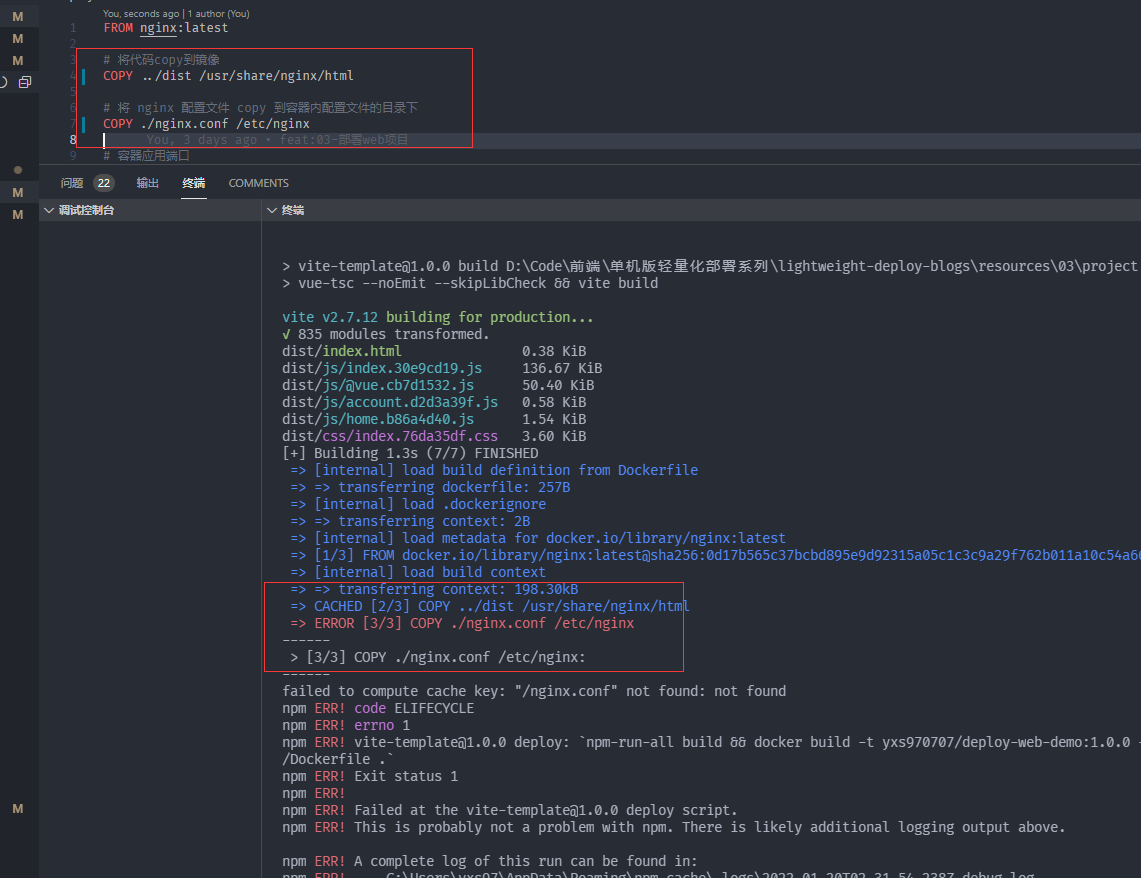 You, seconds ago | 1 author (You)
1 FROM nginx:latest
2
3 # 将代码copy到镜像
4 COPY ../dist /usr/share/nginx/html
5
6 # 将 nginx 配置文件 copy 到容器内配置文件的目录下
7 COPY ./nginx.conf /etc/nginx
8 You, 3 days ago • feat:03-部署web项目
9 # 容器应用端口
M
M
M
M
M
M
问题 22 输出 终端 COMMENTS
调试控制台 终端
> vite-template@1.0.0 build D:\Code\前端\单机版轻量化部署系列\lightweight-deploy-blogs\resources\03\project
> vue-tsc --noEmit --skipLibCheck && vite build
vite v2.7.12 building for production...
√ 835 modules transformed.
dist/index.html 0.38 KiB
dist/js/index.30e9cd19.js 136.67 KiB
dist/js/@vue.cb7d1532.js 50.40 KiB
dist/js/account.d2d3a39f.js 0.58 KiB
dist/js/home.b86a4d40.js 1.54 KiB
dist/css/index.76da35df.css 3.60 KiB
[+] Building 1.3s (7/7) FINISHED
=> [internal] load build definition from Dockerfile
=> => transferring dockerfile: 257B
=> [internal] load .dockerignore
=> => transferring context: 2B
=> [internal] load metadata for docker.io/library/nginx:latest
=> [1/3] FROM docker.io/library/nginx:latest@sha256:0d17b565c37bcbd895e9d92315a05c1c3c9a29f762b011a10c54a66
=> [internal] load build context
=> => transferring context: 198.30kB
=> CACHED [2/3] COPY ../dist /usr/share/nginx/html
=> ERROR [3/3] COPY ./nginx.conf /etc/nginx
------
> [3/3] COPY ./nginx.conf /etc/nginx:
------
failed to compute cache key: "/nginx.conf" not found: not found
npm ERR! code ELIFECYCLE
npm ERR! errno 1
npm ERR! vite-template@1.0.0 deploy: `npm-run-all build && docker build -t yxs970707/deploy-web-demo:1.0.0 -
/Dockerfile .`
npm ERR! Exit status 1
npm ERR!
npm ERR! Failed at the vite-template@1.0.0 deploy script.
npm ERR! This is probably not a problem with npm. There is likely additional logging output above.
npm ERR! A complete log of this run can be found in:
npm ERR! C:\Users\yxs97\AppData\Roaming\npm-cache\_logs\2022-01-20T02_31_54_238Z-debug.log